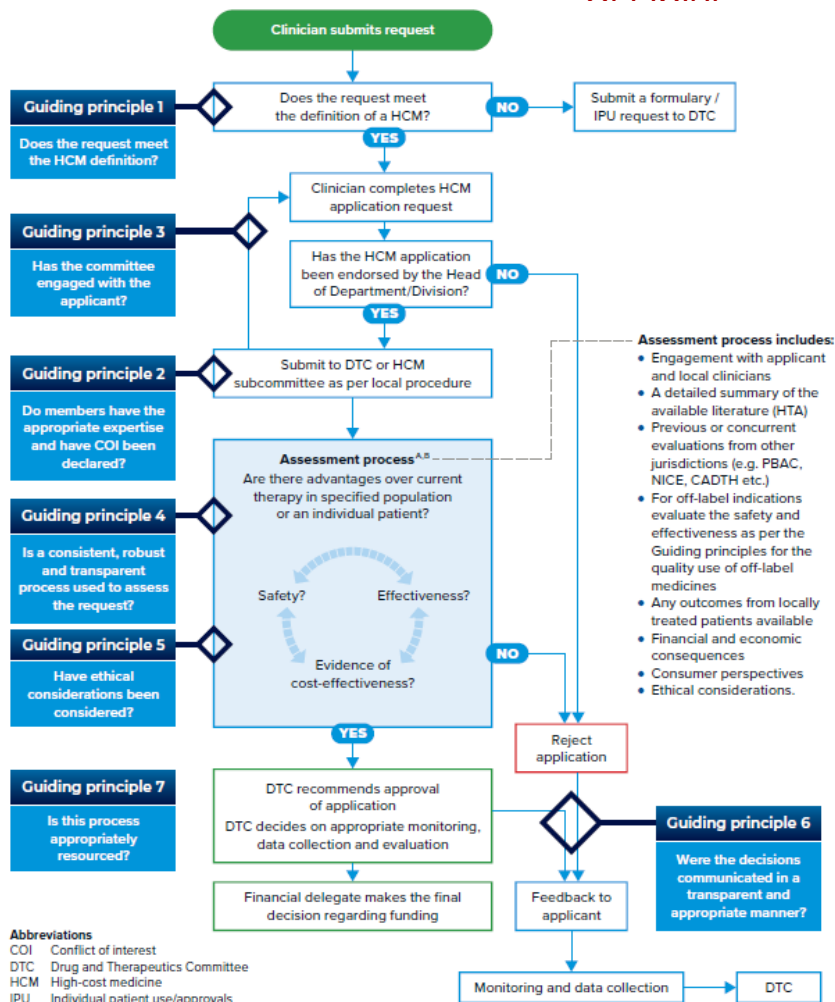 Clinician submits request
Guiding principle 1
Does the request meet
the HCM definition?
Does the request meet
the definition of a HCM?
NO
Submit a formulary /
IPU request to DTC
YES
Clinician completes HCM
application request
Guiding principle 3
Has the committee
engaged with the
applicant?
Has the HCM application
been endorsed by the Head
of Department/Division?
NO
YES
Guiding principle 2
Do members have the
appropriate expertise
and have COI been
declared?
Submit to DTC or HCM
subcommittee as per local procedure
Assessment process includes:
• Engagement with applicant
and local clinicians
• A detailed summary of the
available literature (HTA)
• Previous or concurrent
evaluations from other
jurisdictions (e.g. PBAC,
NICE, CADTH etc.)
• For off-label indications
evaluate the safety and
effectiveness as per the
Guiding principles for the
quality use of off-label
medicines
• Any outcomes from locally
treated patients available
• Financial and economic
consequences
• Consumer perspectives
• Ethical considerations.
Assessment process A,B
Are there advantages over current
therapy in specified population
or an individual patient?
Safety?
Effectiveness?
Evidence of
cost-effectiveness?
Guiding principle 4
Is a consistent, robust
and transparent
process used to assess
the request?
Guiding principle 5
Have ethical
considerations been
considered?
NO
YES
Reject
application
Guiding principle 7
Is this process
appropriately
resourced?
DTC recommends approval
of application
DTC decides on appropriate monitoring,
data collection and evaluation
Guiding principle 6
Were the decisions
communicated in a
transparent and
appropriate manner?
Financial delegate makes the final
decision regarding funding
Feedback to
applicant
Monitoring and data collection
DTC
Abbreviations
COI Conflict of interest
DTC Drug and Therapeutics Committee
HCM High-cost medicine
IPU Individual patient use/approvals